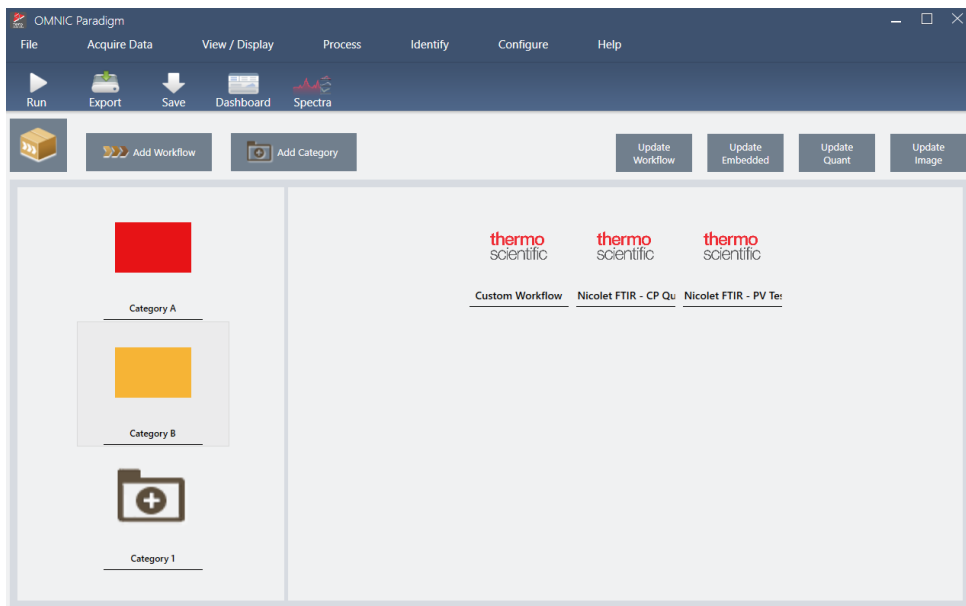 OMNIC Paradigm
File Acquire Data View / Display Process Identify Configure Help
Run Export Save Dashboard Spectra
Add Workflow Add Category
Update Workflow
Update Embedded
Update Quant
Update Image
Category A
Category B
Category 1
thermo scientific
thermo scientific
thermo scientific
Custom Workflow Nicolet FTIR - CP Qu Nicolet FTIR - PV Tes